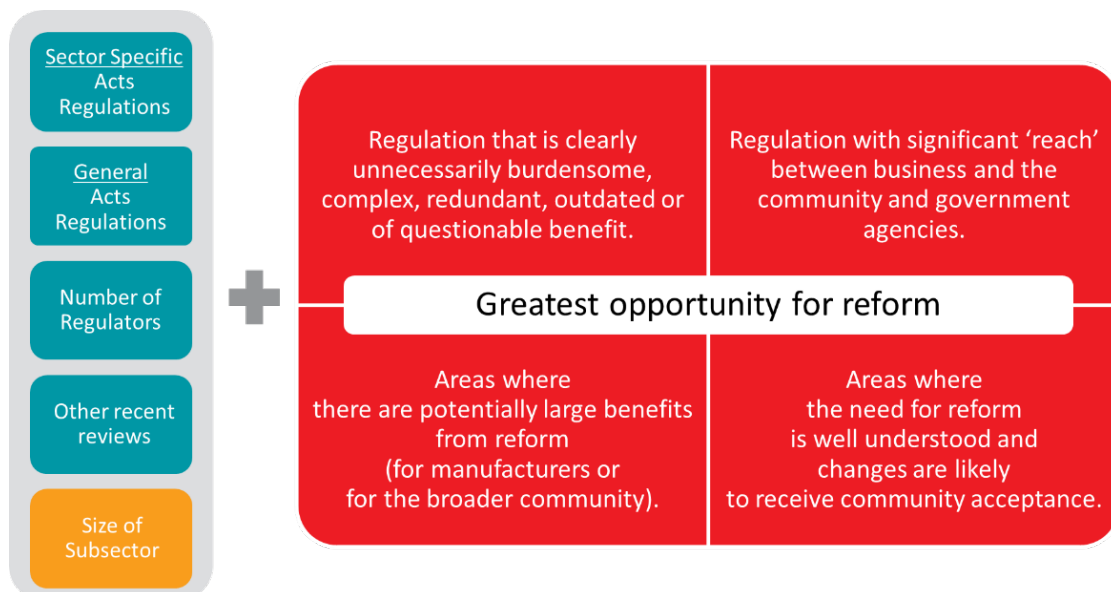 Sector Specific
Acts
Regulations
General
Acts
Regulations
Number of
Regulators
Other recent
reviews
Size of
Subsector
Regulation that is clearly
unnecessarily burdensome,
complex, redundant, outdated or
of questionable benefit.
Regulation with significant ‘reach’
between business and the
community and government
agencies.
Greatest opportunity for reform
Areas where
there are potentially large benefits
from reform
(for manufacturers or
for the broader community).
Areas where
the need for reform
is well understood and
changes are likely
to receive community acceptance.